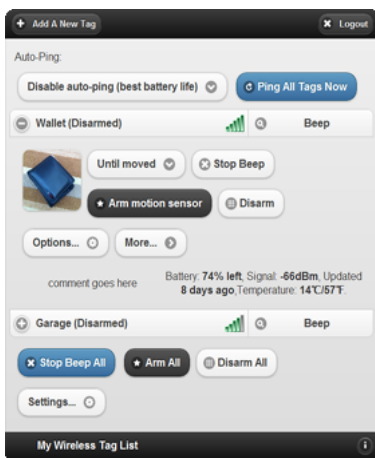 Add A New Tag Logout
Auto-Ping:
Disable auto-ping (best battery life) Ping All Tags Now
Wallet (Disarmed) Beep
Until moved Stop Beep
Arm motion sensor Disarm
Options... More...
comment goes here
Battery: 74% left, Signal: -66dBm, Updated
8 days ago,Temperature: 14℃/57℉.
Garage (Disarmed) Beep
Stop Beep All Arm All Disarm All
Settings...
My Wireless Tag List